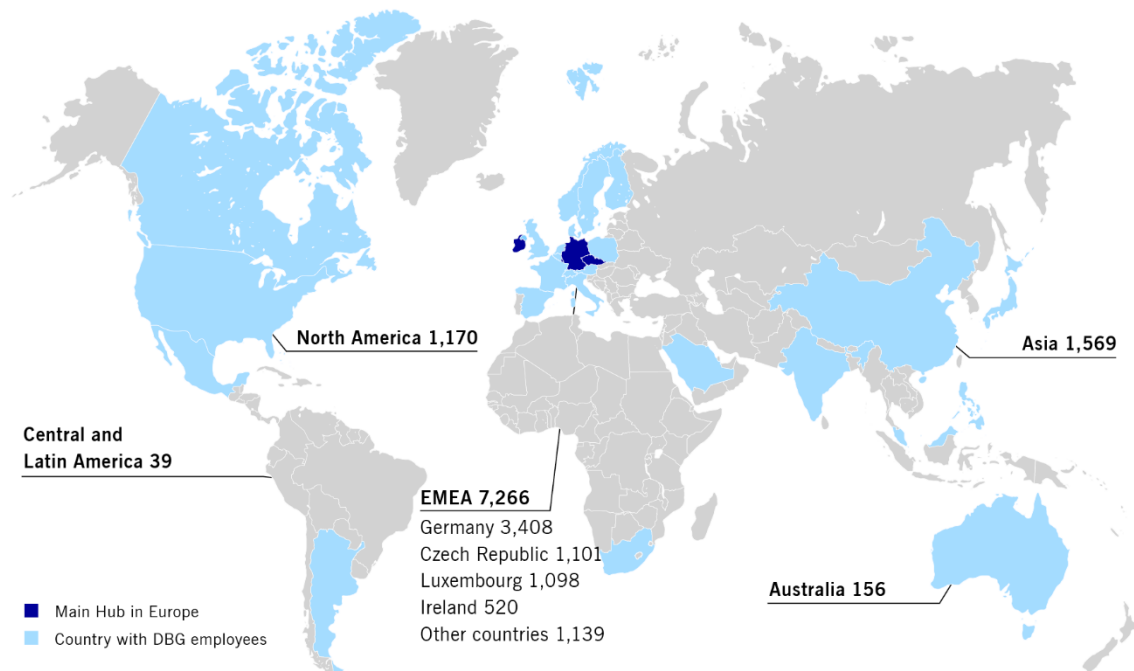 North America 1,170
Asia 1,569
Central and
Latin America 39
EMEA 7,266
Germany 3,408
Czech Republic 1,101
Luxembourg 1,098
Ireland 520
Other countries 1,139
Australia 156
Main Hub in Europe
Country with DBG employees